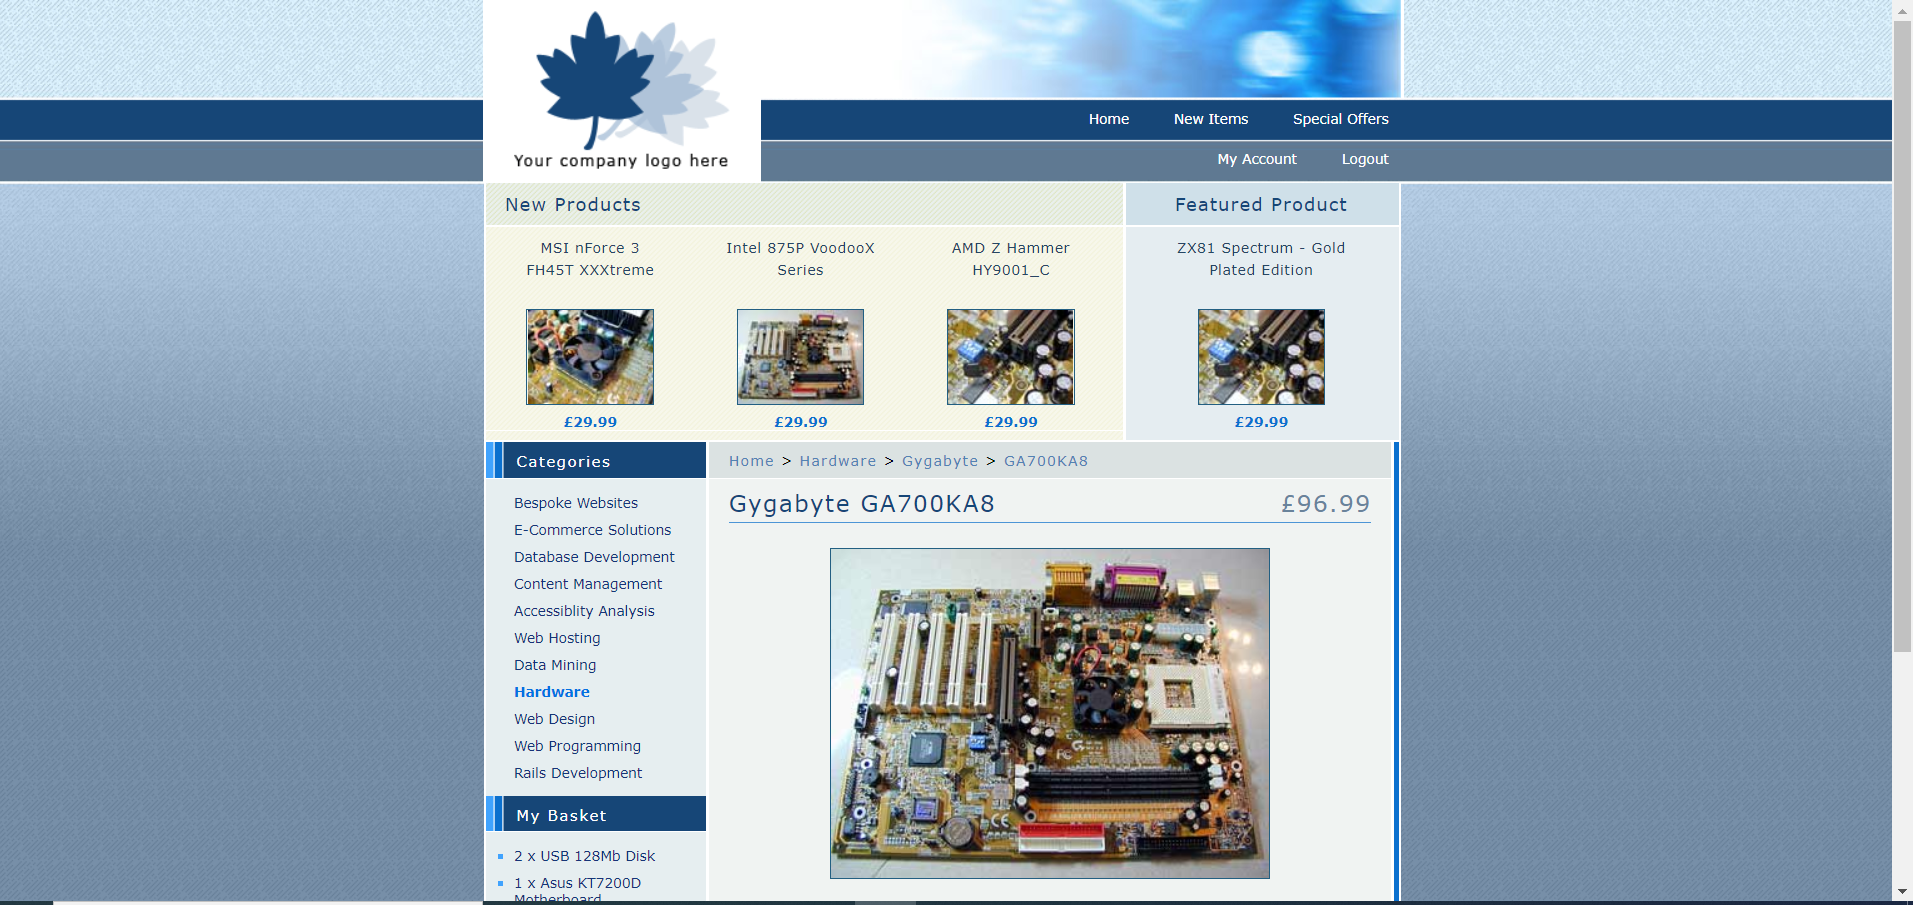 Your company logo here
Home New Items Special Offers
My Account Logout
New Products
Featured Product
MSI nForce 3
FH45T XXXtreme
£29.99
Intel 875P VoodooX
Series
£29.99
AMD Z Hammer
HY9001_C
£29.99
ZX81 Spectrum - Gold
Plated Edition
£29.99
Categories
Bespoke Websites
E-Commerce Solutions
Database Development
Content Management
Accessiblity Analysis
Web Hosting
Data Mining
Hardware
Web Design
Web Programming
Rails Development
My Basket
2 x USB 128Mb Disk
1 x Asus KT7200D
Motherboard
Home > Hardware > Gygabyte > GA700KA8
Gygabyte GA700KA8
£96.99